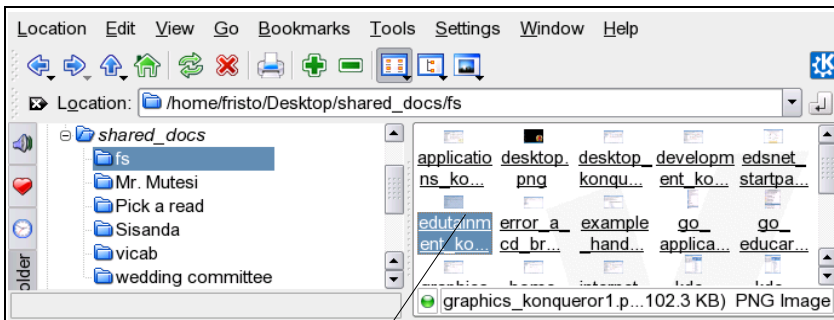 Location Edit View Go Bookmarks Tools Settings Window Help
Location: /home/fristo/Desktop/shared_docs/fs
shared_docs
fs
Mr. Mutesi
Pick a read
Sisanda
vicab
wedding committee
older
applicatio desktop. desktop_ developm edsnet_
ns_ko... png konqu... ent_ko... startpa...
edutainm error_a_ example go_ go_
ent_ko... cd_br... _hand... applica... educar...
graphics_konqueror1.p...102.3 KB) PNG Image